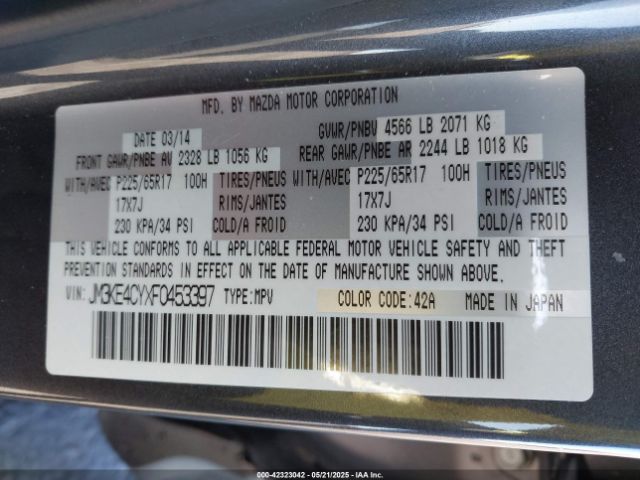 MFD. BY MAZDA MOTOR CORPORATION
DATE 03/14 GVWR/PNBV 4566 LB 2071 KG
FRONT GAWR/PNBE AV 2328 LB 1056 KG REAR GAWR/PNBE AR 2244 LB 1018 KG
WITH/AVEC P225/65R17 100H TIRES/PNEUS WITH/AVEC P225/65R17 100H TIRES/PNEUS
17X7J RIMS/JANTES 17X7J RIMS/JANTES
230 KPA/34 PSI COLD/A FROID 230 KPA/34 PSI COLD/A FROID
THIS VEHICLE CONFORMS TO ALL APPLICABLE FEDERAL MOTOR VEHICLE SAFETY AND THEFT
PREVENTION STANDARDS IN EFFECT ON THE DATE OF MANUFACTURE SHOWN ABOVE.
VIN: JM3KE4CYXF0453397 TYPE:MPV COLOR CODE:42A MADE IN JAPAN
000-42323042 - 05/21/2025 - IAA Inc.